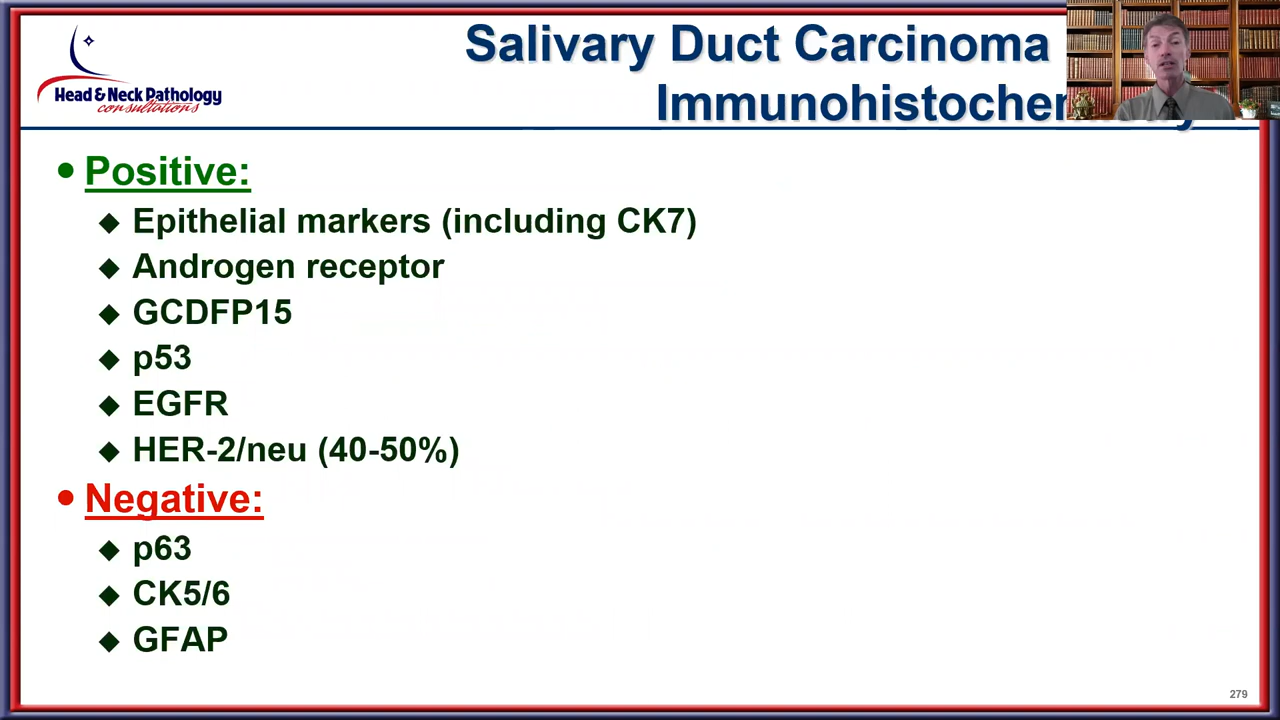 Head & Neck Pathology
consultations
Salivary Duct Carcinoma
• Positive:
◆ Epithelial markers (including CK7)
◆ Androgen receptor
◆ GCDFP15
◆ p53
◆ EGFR
◆ HER-2/neu (40-50%)
• Negative:
◆ p63
◆ CK5/6
◆ GFAP
279